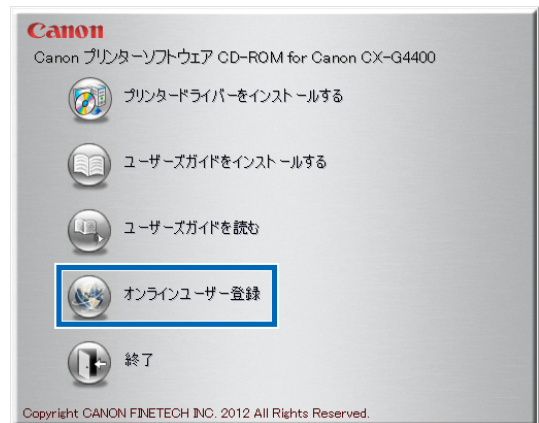 Canon
Canon プリンターソフトウェア CD-ROM for Canon CX-G4400
プリンタードライバーをインストールする
ユーザーズガイドをインストールする
ユーザーズガイドを読む
オンラインユーザー登録
終了
Copyright CANON FINETECH INC. 2012 All Rights Reserved.